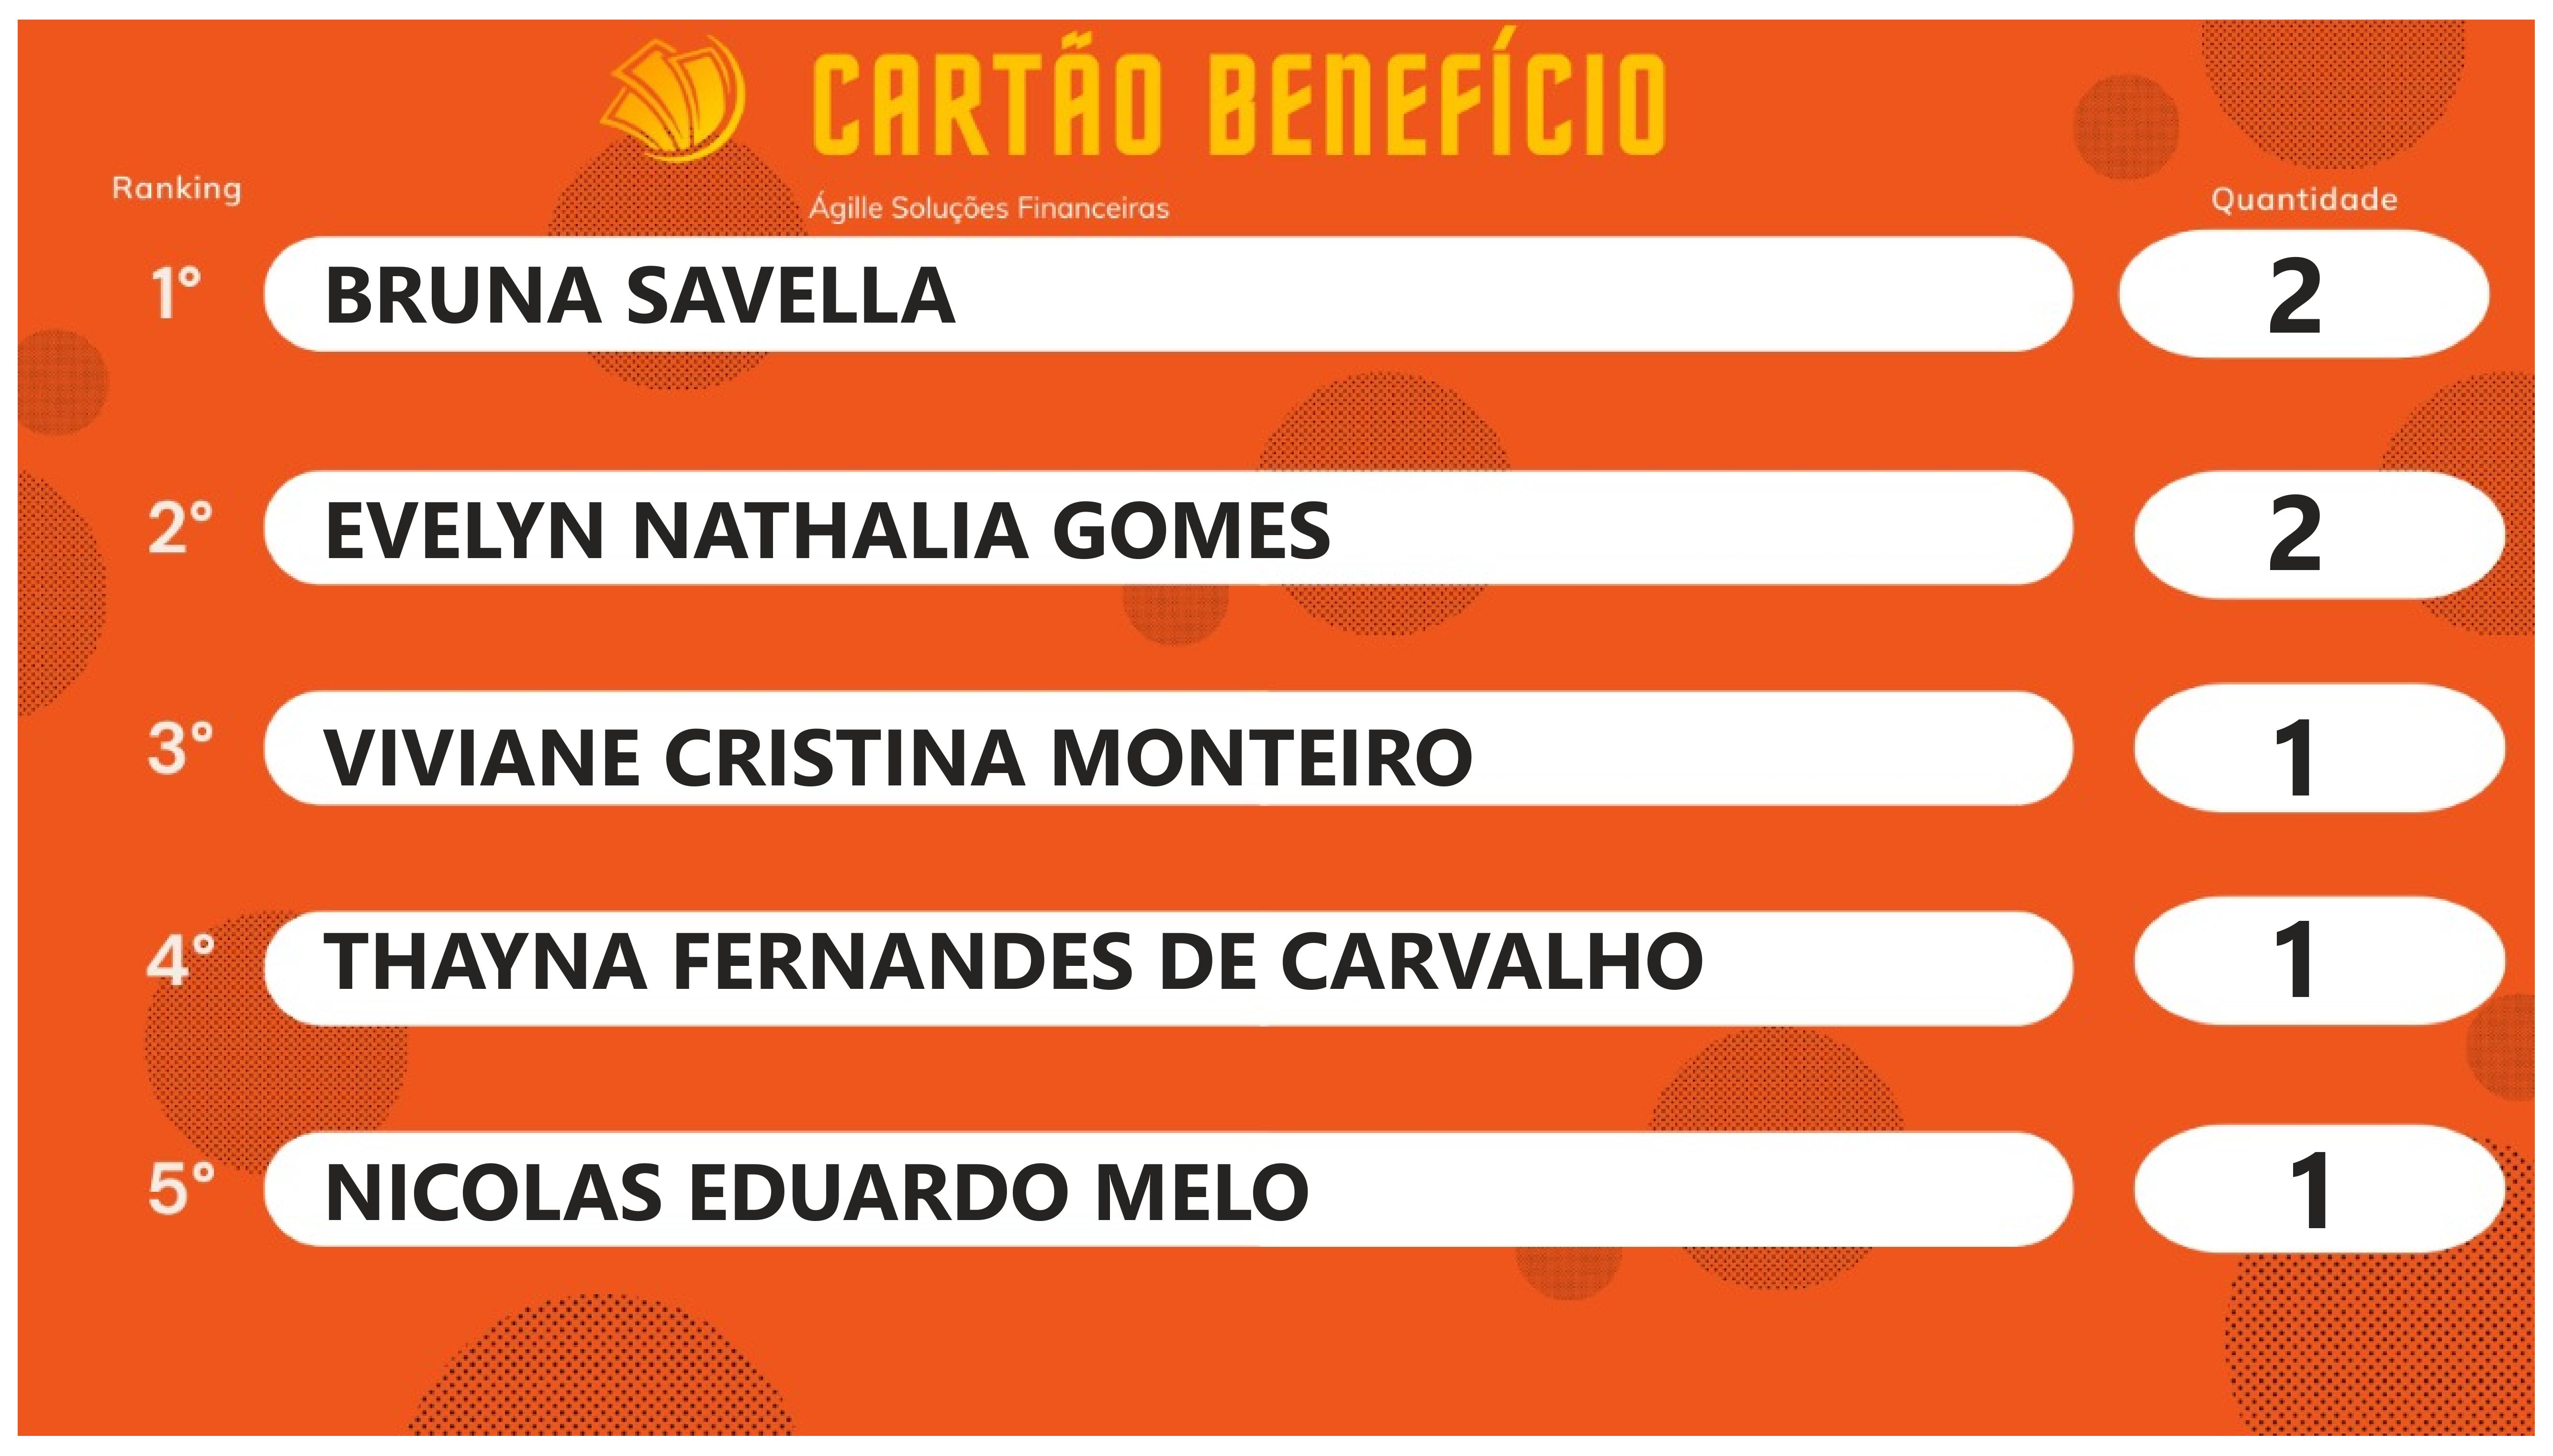 CARTÃO BENEFÍCIO
Ranking
Ágille Soluções Financeiras
Quantidade
1° BRUNA SAVELLA 2
2° EVELYN NATHALIA GOMES 2
3° VIVIANE CRISTINA MONTEIRO 1
4° THAYNA FERNANDES DE CARVALHO 1
5° NICOLAS EDUARDO MELO 1